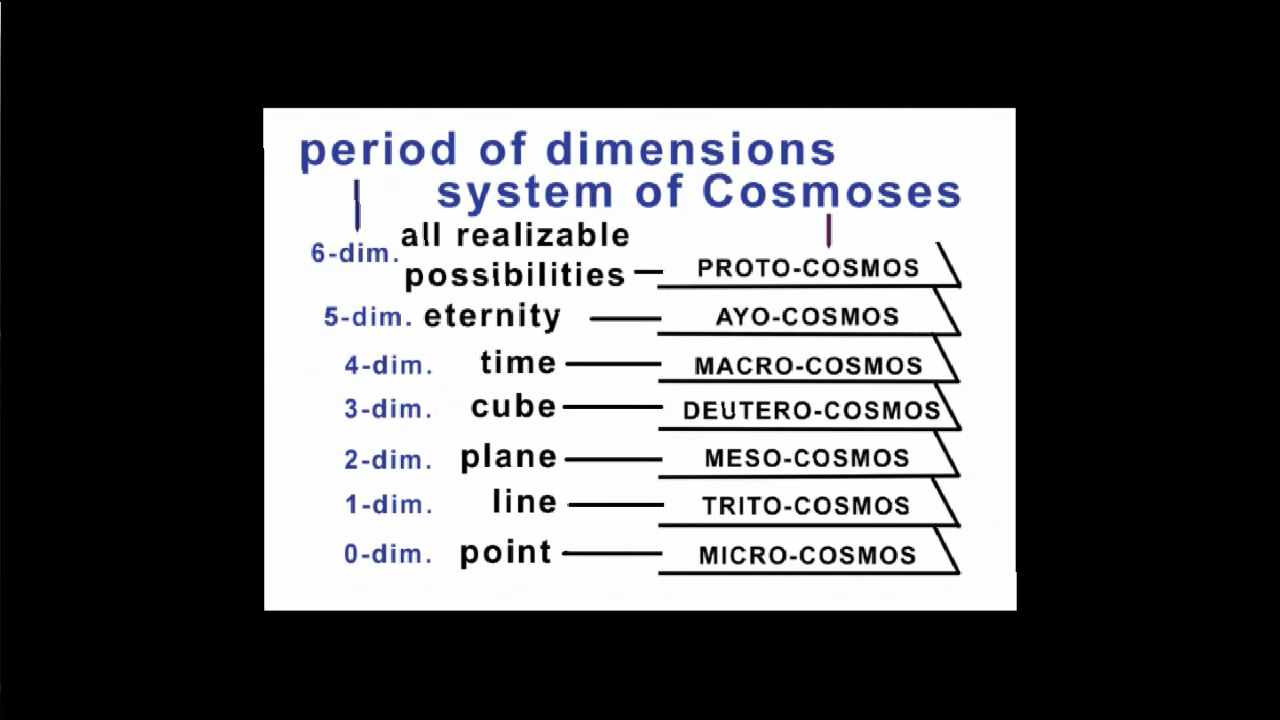 period of dimensions
system of Cosmoses
6-dim. all realizable
possibilities PROTO-COSMOS
5-dim. eternity AYO-COSMOS
4-dim. time MACRO-COSMOS
3-dim. cube DEUTERO-COSMOS
2-dim. plane MESO-COSMOS
1-dim. line TRITO-COSMOS
0-dim. point MICRO-COSMOS